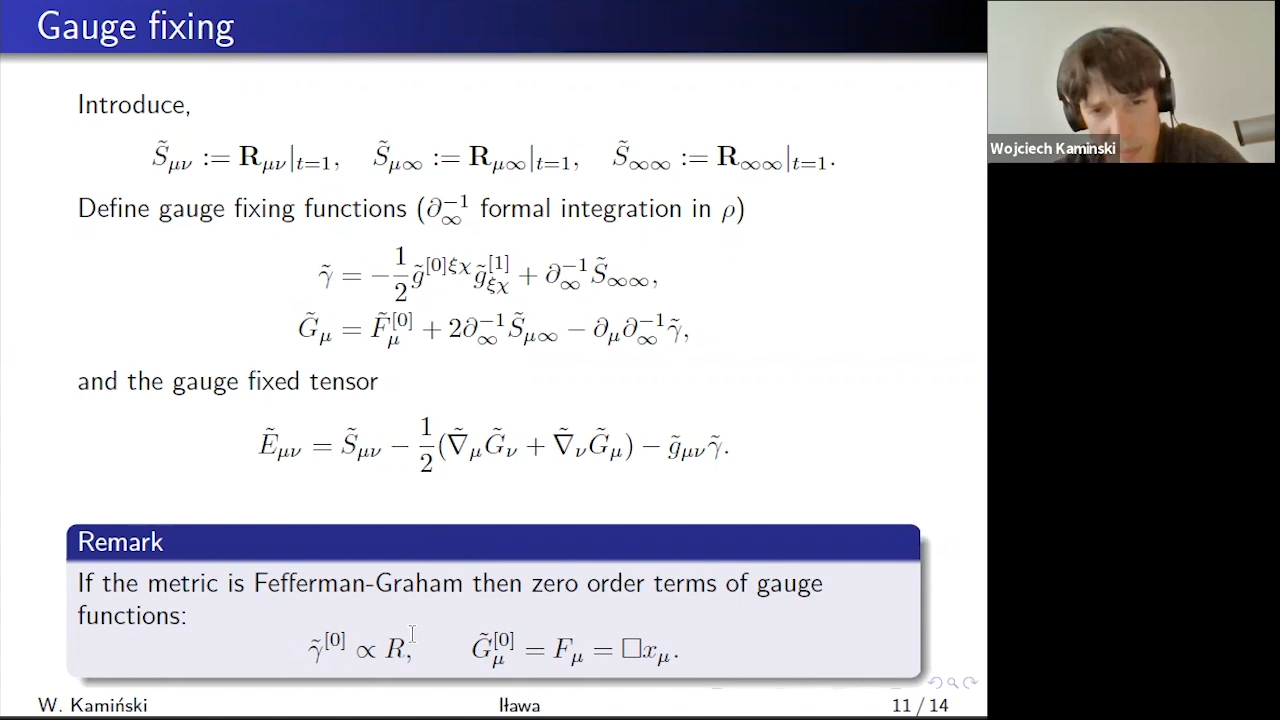 Gauge fixing
Introduce,
S̃_{μν} := **R**_{μν}|_{t=1},  S̃_{μ∞} := **R**_{μ∞}|_{t=1},  S̃_{∞∞} := **R**_{∞∞}|_{t=1}.
Define gauge fixing functions (∂_∞^{-1} formal integration in ρ)
γ̃ = −\frac{1}{2} g̃^{[0]ξχ} g̃^{[1]}_{ξχ} + ∂_∞^{-1} S̃_{∞∞},
G̃_μ = F̃_μ^{[0]} + 2∂_∞^{-1} S̃_{μ∞} − ∂_μ ∂_∞^{-1} γ̃,
and the gauge fixed tensor
Ẽ_{μν} = S̃_{μν} − \frac{1}{2}(∇̃_μ G̃_ν + ∇̃_ν G̃_μ) − g̃_{μν} γ̃.
Remark
If the metric is Fefferman-Graham then zero order terms of gauge
functions:
γ̃^{[0]} ∝ R,  G̃_μ^{[0]} = F_μ = □x_μ.
W. Kamiński
Iława
11 / 14
Wojciech Kaminski